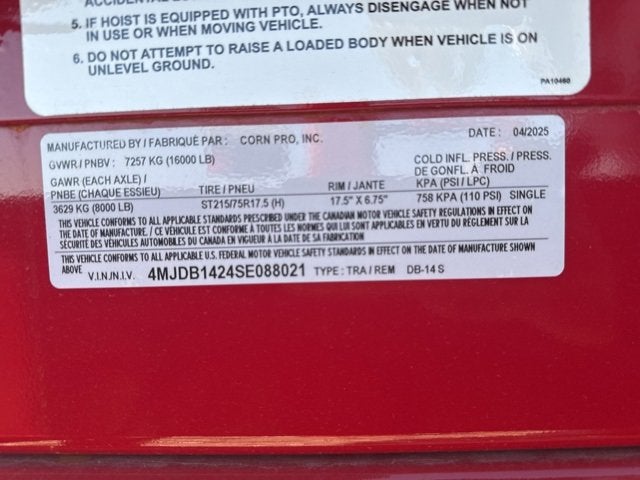 5. IF HOIST IS EQUIPPED WITH PTO, ALWAYS DISENGAGE WHEN NOT
IN USE OR WHEN MOVING VEHICLE.
6. DO NOT ATTEMPT TO RAISE A LOADED BODY WHEN VEHICLE IS ON
UNLEVEL GROUND.
PA10460
MANUFACTURED BY / FABRIQUÉ PAR : CORN PRO, INC. DATE : 04/2025
GVWR / PNBV : 7257 KG (16000 LB)
GAWR (EACH AXLE) / PNBE (CHAQUE ESSIEU)
TIRE / PNEU
RIM / JANTE
COLD INFL. PRESS. / PRESS. DE GONFL. À FROID KPA (PSI / LPC)
3629 KG (8000 LB) ST215/75R17.5 (H) 17.5" X 6.75" 758 KPA (110 PSI) SINGLE
THIS VEHICLE CONFORMS TO ALL APPLICABLE STANDARDS PRESCRIBED UNDER THE CANADIAN MOTOR VEHICLE SAFETY REGULATIONS IN EFFECT ON
THE DATE OF MANUFACTURE. / CE VÉHICULE EST CONFORME À TOUTES LES NORMES QUI LUI SONT APPLICABLES EN VERTU DU RÈGLEMENT SUR LA
SÉCURITÉ DES VÉHICULES AUTOMOBILES DU CANADA EN VIGUEUR À LA DATE DE SA FABRICATION
THIS VEHICLE CONFORMS TO ALL APPLICABLE U.S. FEDERAL MOTOR VEHICLE STANDARDS IN EFFECT ON THE DATE OF MANUFACTURE SHOWN
ABOVE
V.I.N./N.I.V. 4MJDB1424SE088021 TYPE : TRA / REM DB-14 S